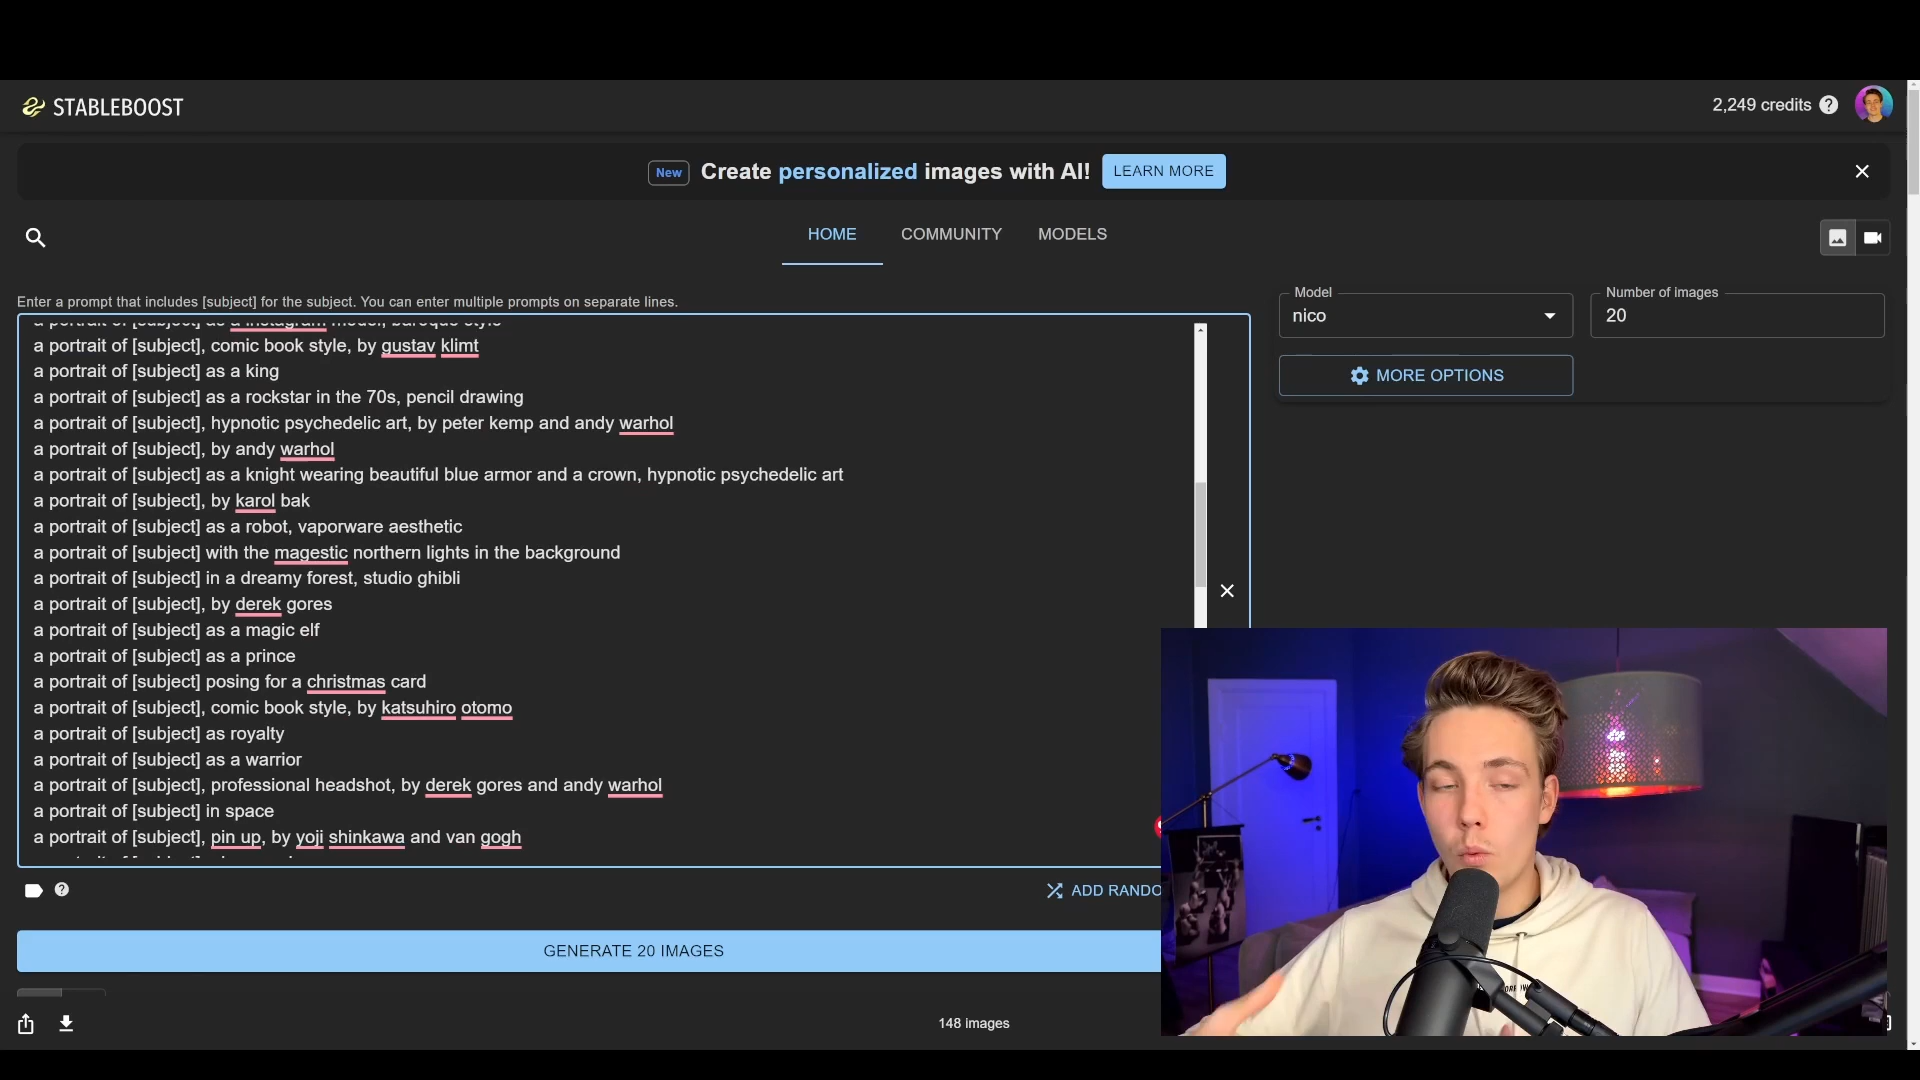 STABLEBOOST
2,249 credits
New Create personalized images with AI! LEARN MORE
HOME COMMUNITY MODELS
Enter a prompt that includes [subject] for the subject. You can enter multiple prompts on separate lines.
Model
nico
Number of images
20
MORE OPTIONS
a portrait of [subject] as a instagram model, baroque style
a portrait of [subject], comic book style, by gustav klimt
a portrait of [subject] as a king
a portrait of [subject] as a rockstar in the 70s, pencil drawing
a portrait of [subject], hypnotic psychedelic art, by peter kemp and andy warhol
a portrait of [subject], by andy warhol
a portrait of [subject] as a knight wearing beautiful blue armor and a crown, hypnotic psychedelic art
a portrait of [subject], by karol bak
a portrait of [subject] as a robot, vaporware aesthetic
a portrait of [subject] with the magestic northern lights in the background
a portrait of [subject] in a dreamy forest, studio ghibli
a portrait of [subject], by derek gores
a portrait of [subject] as a magic elf
a portrait of [subject] as a prince
a portrait of [subject] posing for a christmas card
a portrait of [subject], comic book style, by katsuhiro otomo
a portrait of [subject] as royalty
a portrait of [subject] as a warrior
a portrait of [subject], professional headshot, by derek gores and andy warhol
a portrait of [subject] in space
a portrait of [subject], pin up, by yoji shinkawa and van gogh
ADD RANDO
GENERATE 20 IMAGES
148 images